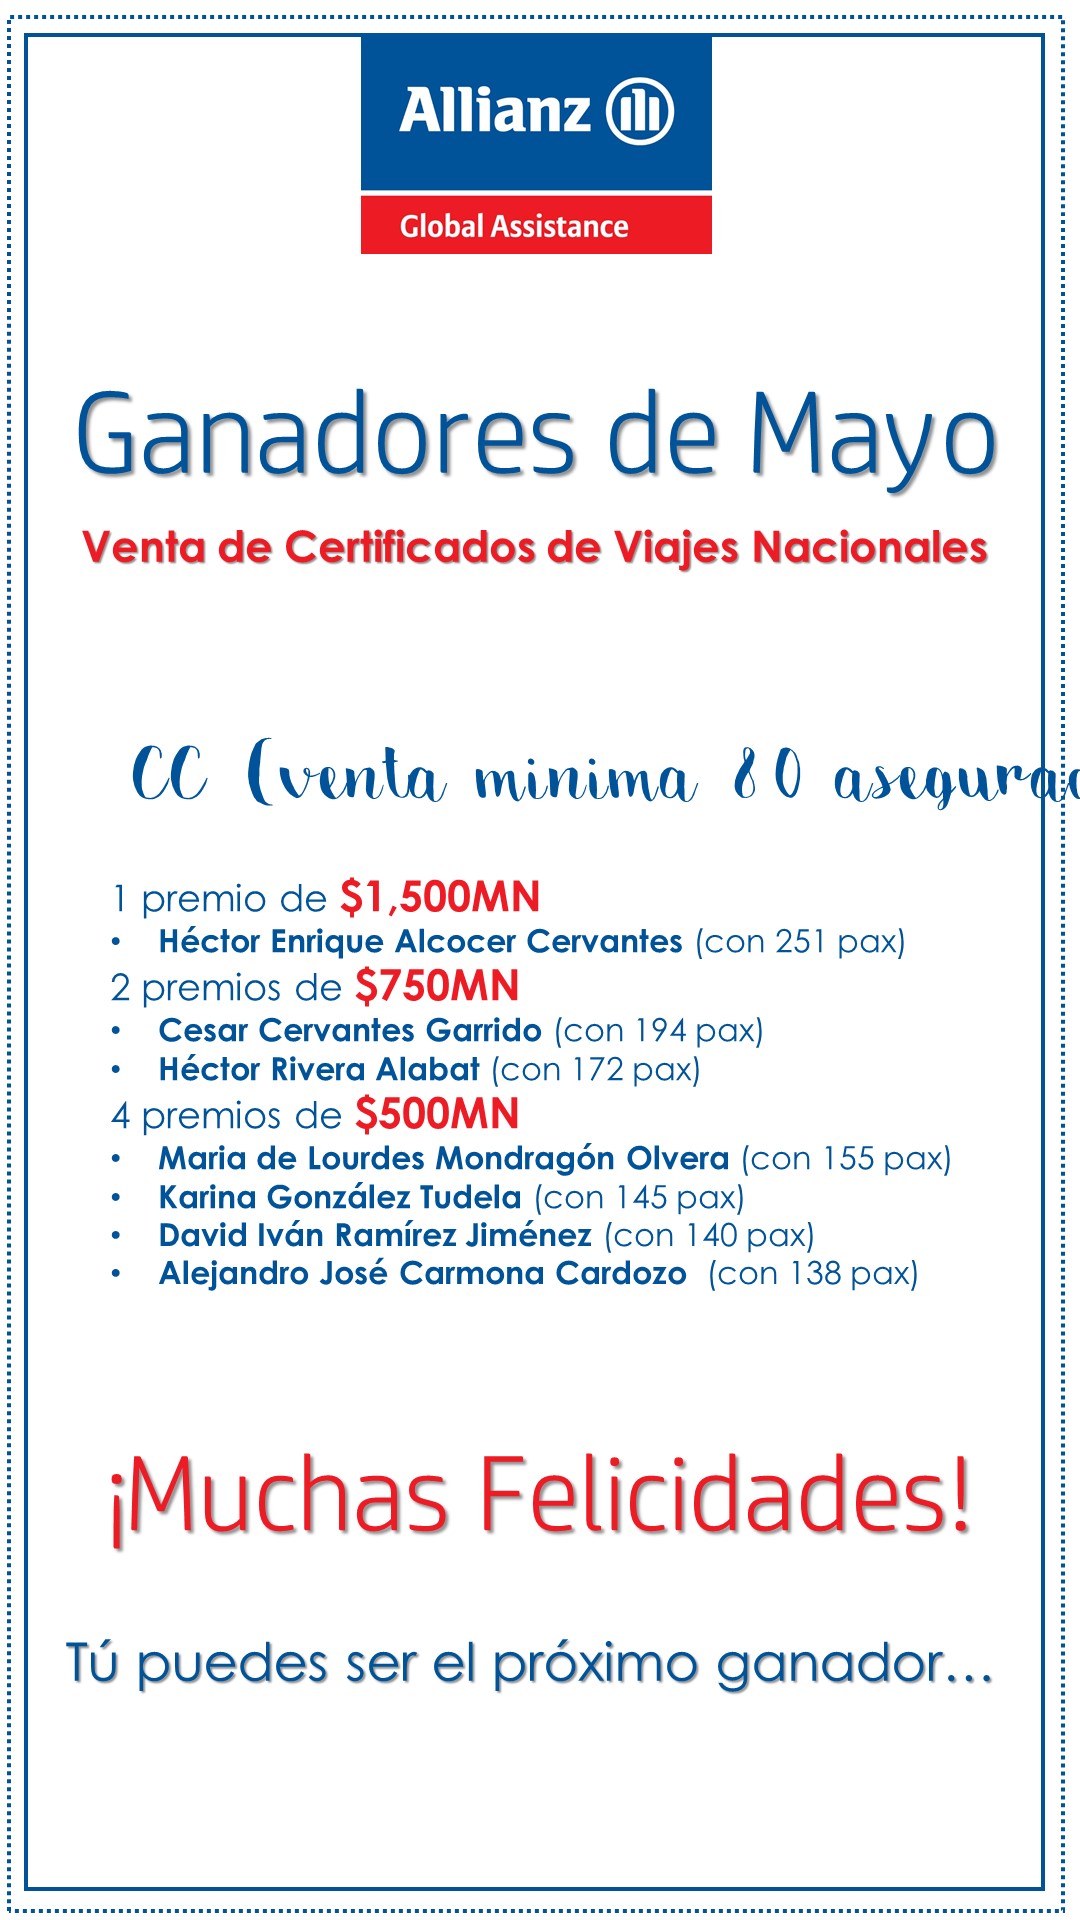 Allianz
Global Assistance
Ganadores de Mayo
Venta de Certificados de Viajes Nacionales
CC (venta minima 80
1 premio de $1,500MN
• Héctor Enrique Alcocer Cervantes (con 251 pax)
2 premios de $750MN
• Cesar Cervantes Garrido (con 194 pax)
• Héctor Rivera Alabat (con 172 pax)
4 premios de $500MN
• Maria de Lourdes Mondragón Olvera (con 155 pax)
• Karina González Tudela (con 145 pax)
• David Iván Ramírez Jiménez (con 140 pax)
• Alejandro José Carmona Cardozo (con 138 pax)
¡Muchas Felicidades!
Tú puedes ser el próximo ganador...